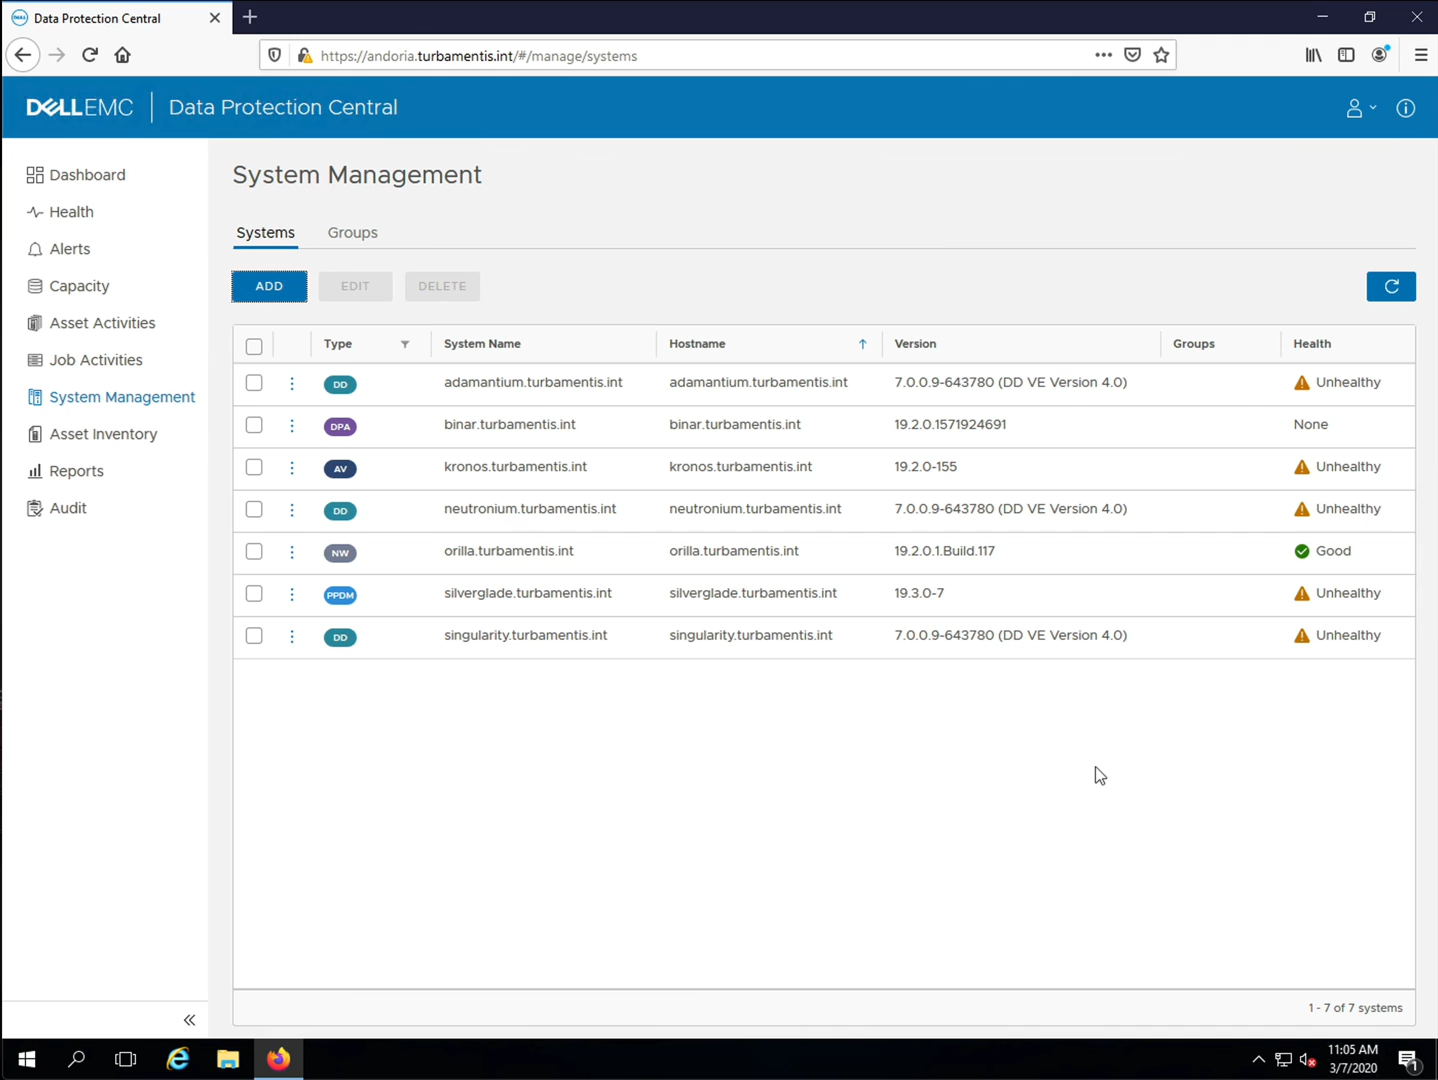 Data Protection Central
https://andoria.turbamentis.int/#/manage/systems
DELLEMC Data Protection Central
Dashboard
Health
Alerts
Capacity
Asset Activities
Job Activities
System Management
Asset Inventory
Reports
Audit
System Management
Systems Groups
ADD EDIT DELETE
Type System Name Hostname Version Groups Health
DD adamantium.turbamentis.int adamantium.turbamentis.int 7.0.0.9-643780 (DD VE Version 4.0) Unhealthy
DPA binar.turbamentis.int binar.turbamentis.int 19.2.0.1571924691 None
AV kronos.turbamentis.int kronos.turbamentis.int 19.2.0-155 Unhealthy
DD neutronium.turbamentis.int neutronium.turbamentis.int 7.0.0.9-643780 (DD VE Version 4.0) Unhealthy
NW orilla.turbamentis.int orilla.turbamentis.int 19.2.0.1.Build.117 Good
PPDM silverglade.turbamentis.int silverglade.turbamentis.int 19.3.0-7 Unhealthy
DD singularity.turbamentis.int singularity.turbamentis.int 7.0.0.9-643780 (DD VE Version 4.0) Unhealthy
1 - 7 of 7 systems
11:05 AM
3/7/2020
1